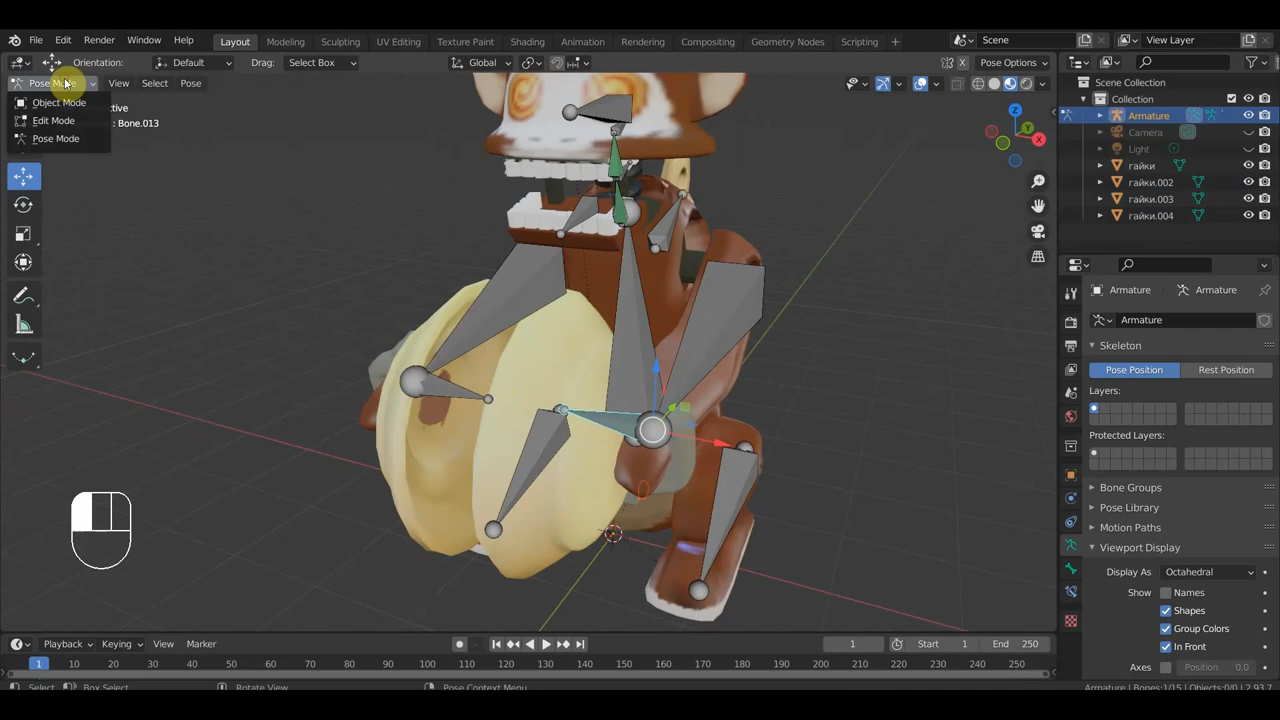 File Edit Render Window Help Layout Modeling Sculpting UV Editing Texture Paint Shading Animation Rendering Compositing Geometry Nodes Scripting + Scene View Layer
Orientation: Default Drag: Select Box Global Pose Options
Pose Mode View Select Pose
Object Mode
Edit Mode
Pose Mode
: Bone.013
Z
Y
X
Scene Collection
Collection
Armature
Camera
Light
гайки
гайки.002
гайки.003
гайки.004
Armature Armature
Armature
Skeleton
Pose Position Rest Position
Layers:
Protected Layers:
Bone Groups
Pose Library
Motion Paths
Viewport Display
Display As Octahedral
Show Names
Shapes
Group Colors
In Front
Axes Position 0.0
Playback Keying View Marker 1 Start 1 End 250
1 10 20 30 40 50 60 70 80 90 100 110 120 130 140 150 160 170 180 190 200 210 220 230 240 250
Select Box Select Rotate View Pose Context Menu Armature | Bones:1/15 | Objects:0/0 | 2.93.7